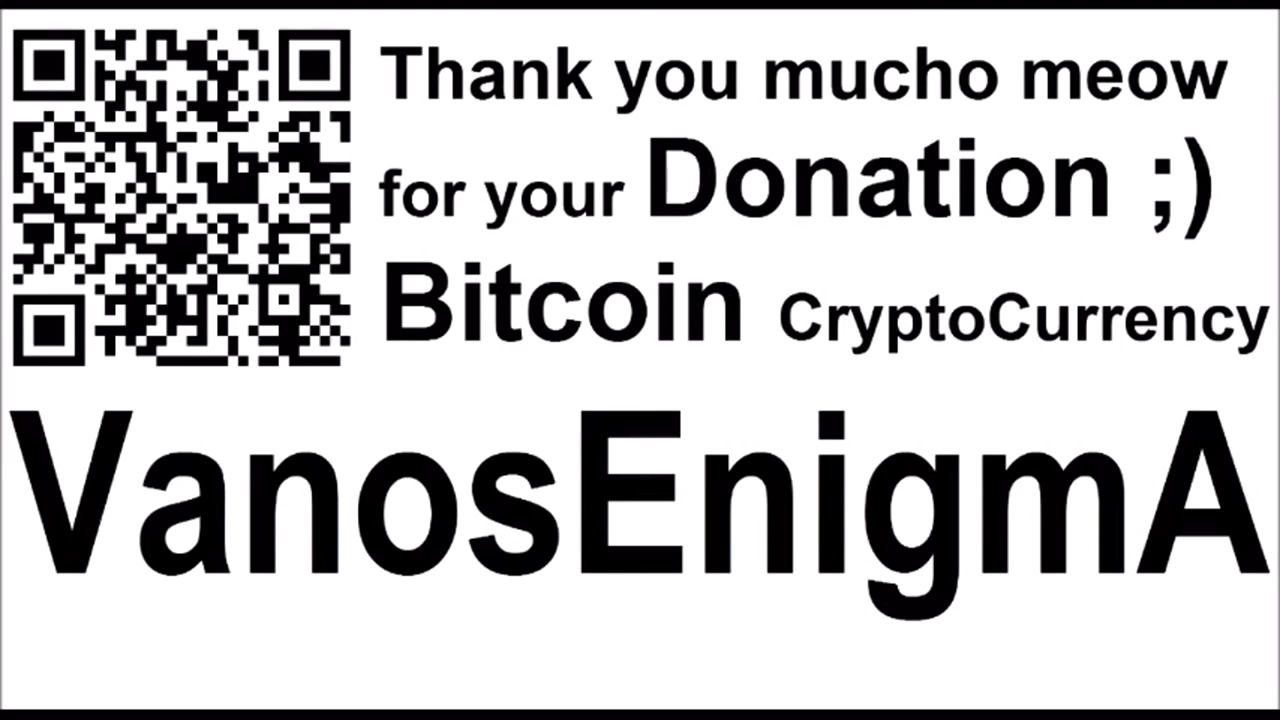 Thank you mucho meow
for your Donation ;)
Bitcoin CryptoCurrency
VanosEnigmA